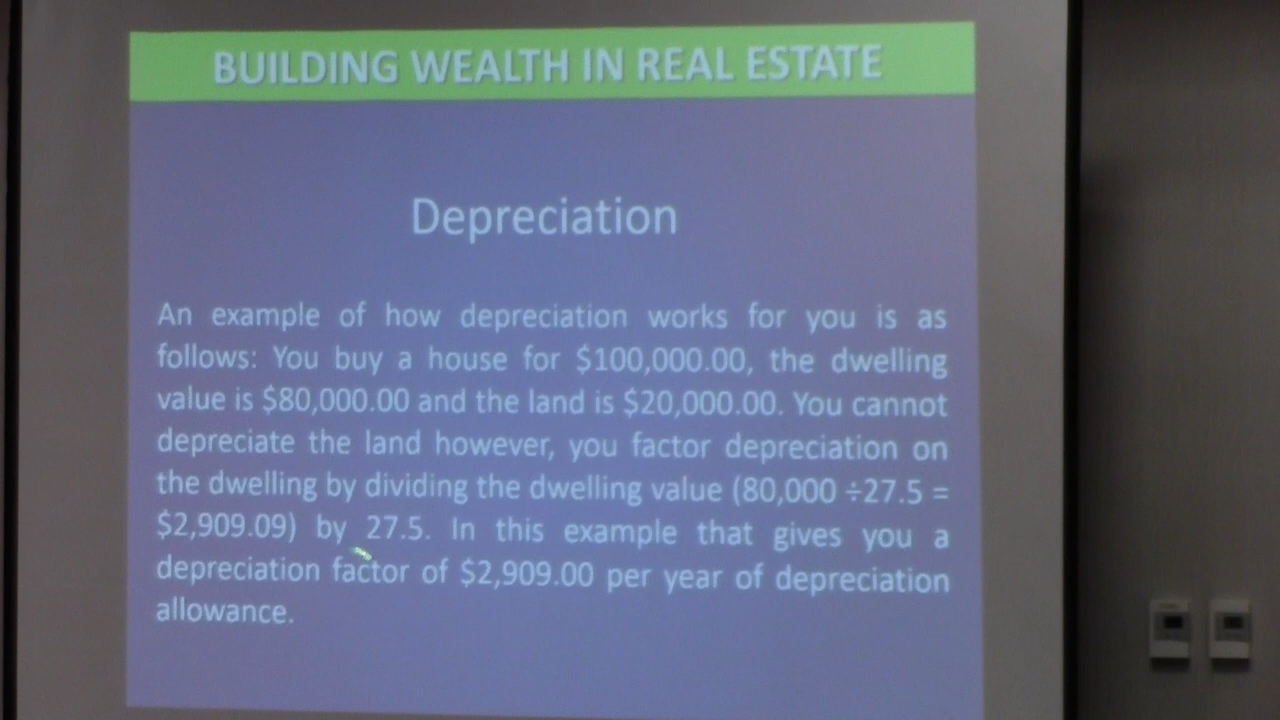 BUILDING WEALTH IN REAL ESTATE
Depreciation
An example of how depreciation works for you is as
follows: You buy a house for $100,000.00, the dwelling
value is $80,000.00 and the land is $20,000.00. You cannot
depreciate the land however, you factor depreciation on
the dwelling by dividing the dwelling value (80,000 ÷27.5 =
$2,909.09) by 27.5. In this example that gives you a
depreciation factor of $2,909.00 per year of depreciation
allowance.